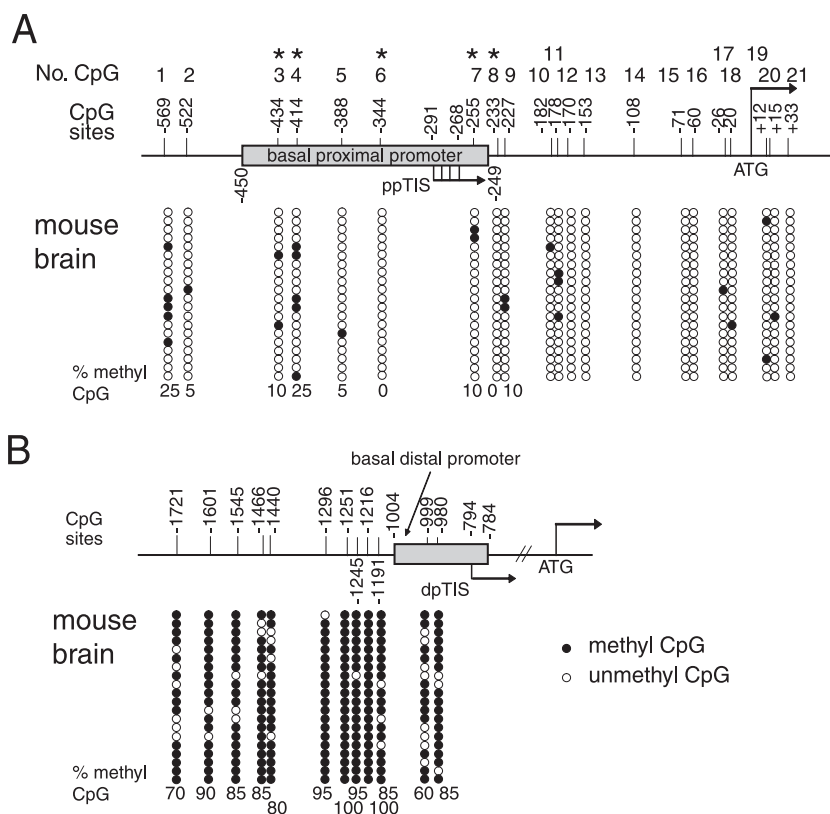 A
* * * * *
11 17 19
No. CpG 1 2 3 4 5 6 7 8 9 10 12 13 14 15 16 18 20 21
CpG sites -569 -522 -434 -414 -388 -344 -291 -268 -255 -233 -227 -182 -178 -170 -153 -108 -71 -60 -26 -20 +12 +15 +33
basal proximal promoter
-450 ppTIS -249 ATG
mouse
brain
% methyl
CpG 25 5 10 25 5 0 10 0 10
B
basal distal promoter
CpG
sites -1721 -1601 -1545 -1466 -1440 -1296 -1251 -1216 -1004 -999 -980 -794 -784
-1245 -1191 dpTIS ATG
mouse
brain
methyl CpG
unmethyl CpG
% methyl
CpG 70 90 85 85 95 95 85 60 85
80 100 100